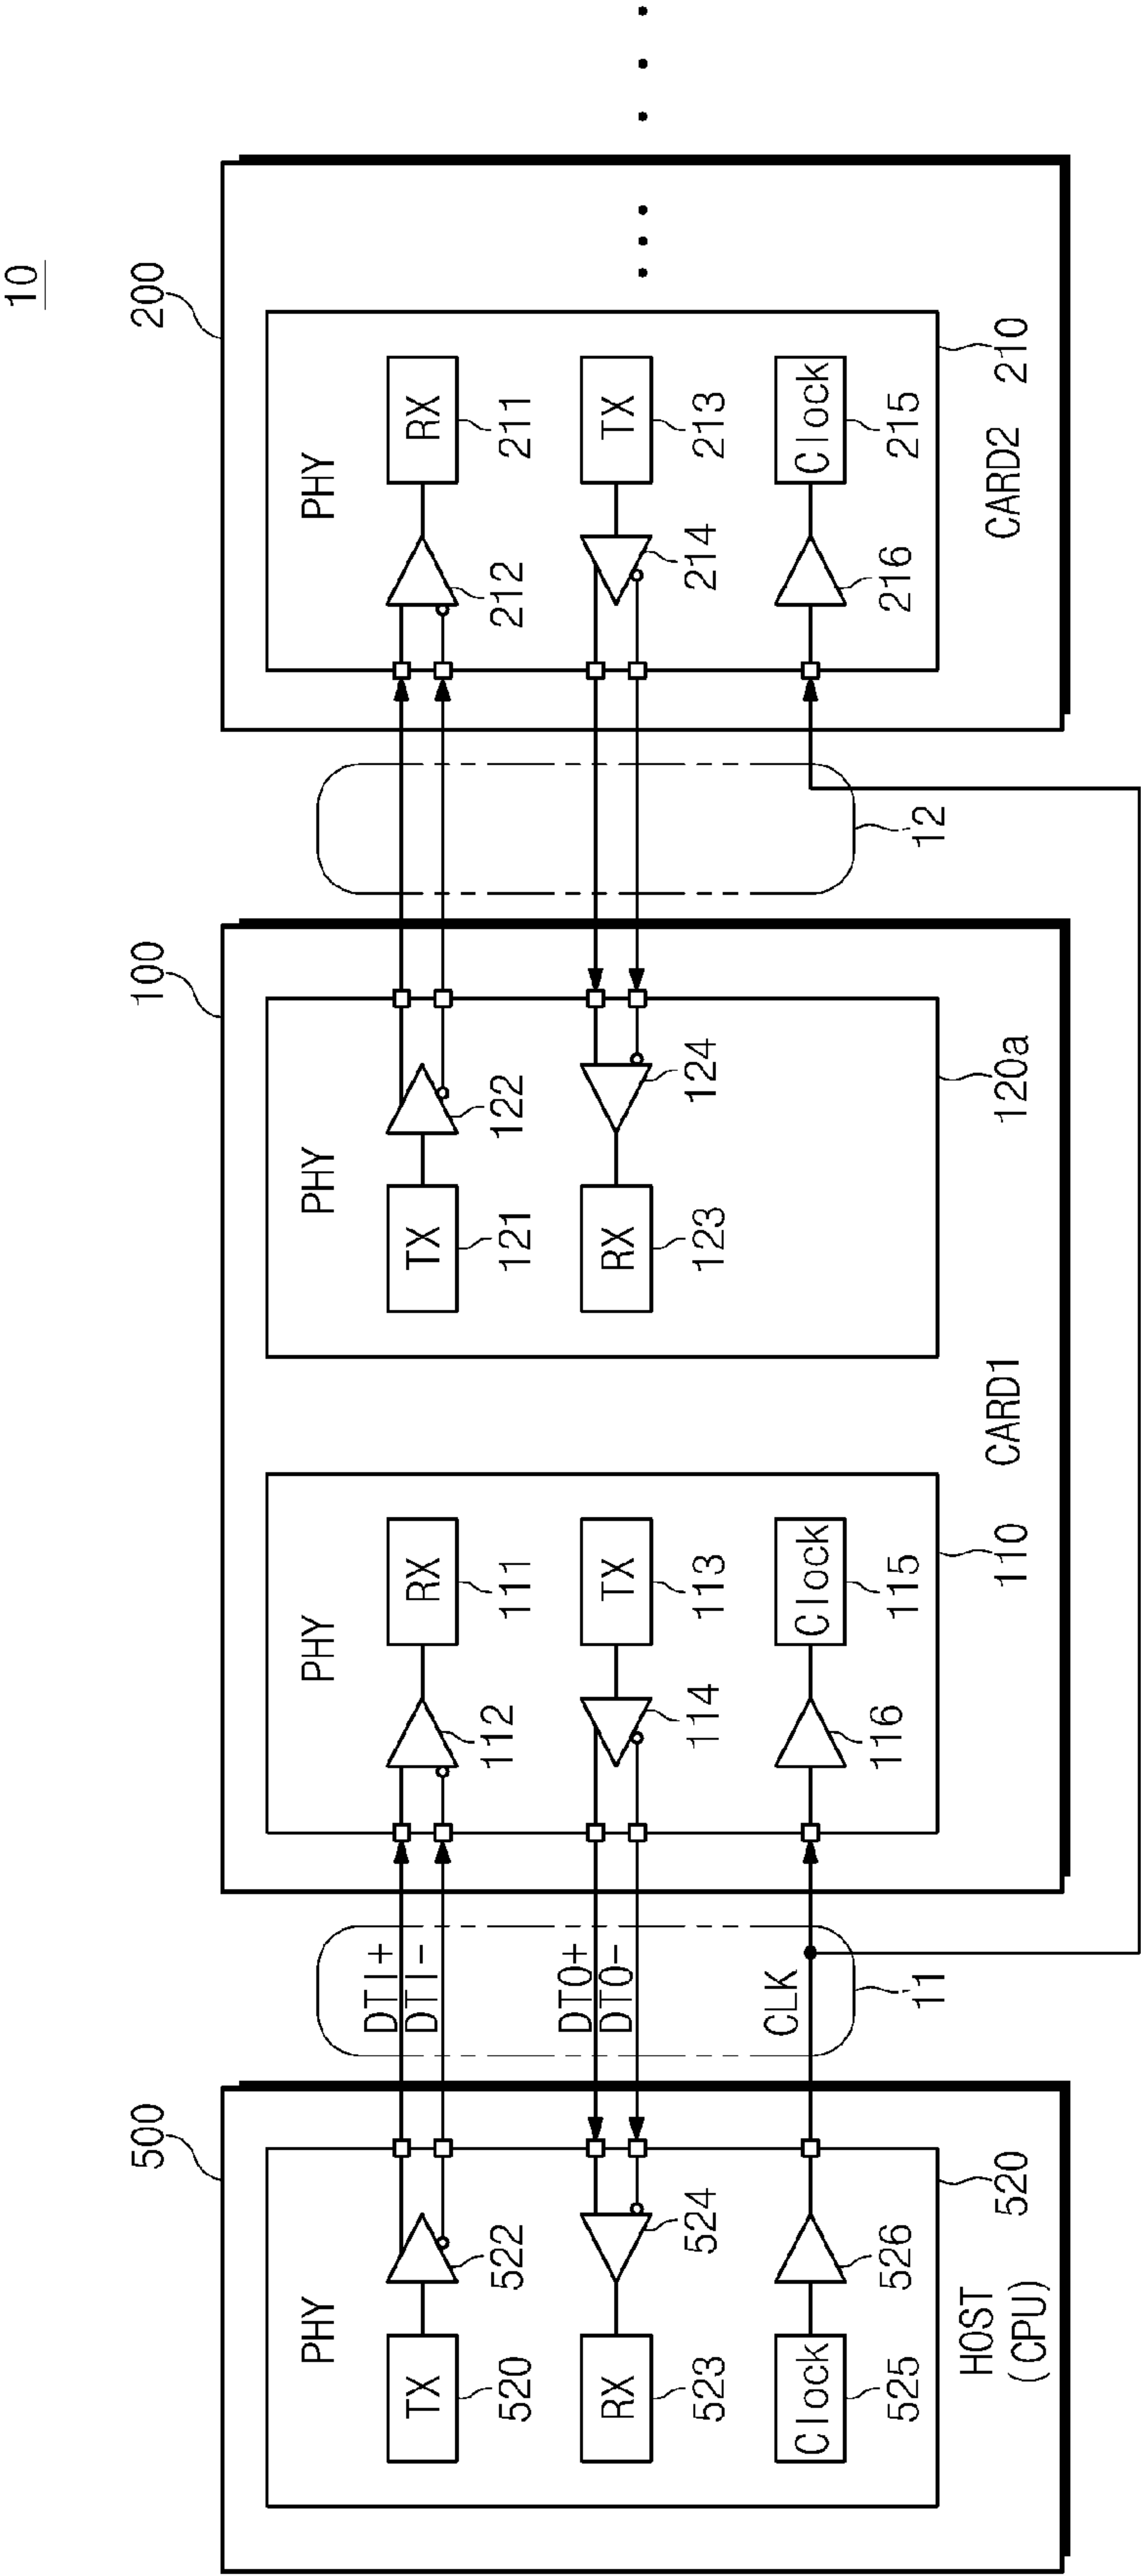 10
500
PHY
TX
520
522
RX
523
524
Clock
525
526
520
HOST
(CPU)
DTI+
DTI-
DTO+
DTO-
CLK
11
100
PHY
RX
111
112
TX
113
114
Clock
115
116
110
CARD1
PHY
TX
121
122
RX
123
124
120a
12
200
PHY
RX
211
212
TX
213
214
Clock
215
216
210
CARD2